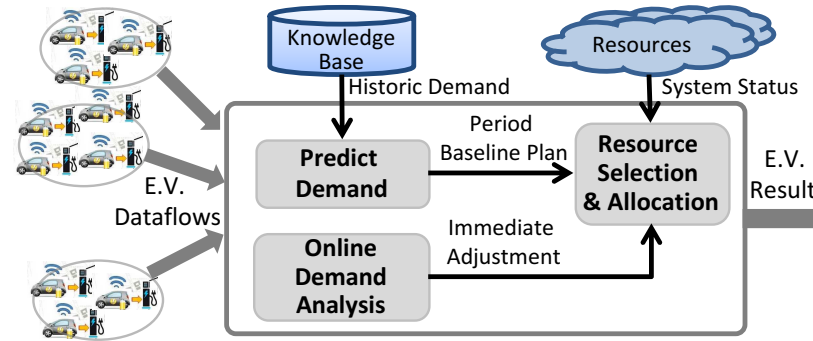 Knowledge
Base
Resources
Historic Demand
System Status
E.V.
Dataflows
Predict
Demand
Period
Baseline Plan
Resource
Selection
& Allocation
E.V.
Result
Online
Demand
Analysis
Immediate
Adjustment